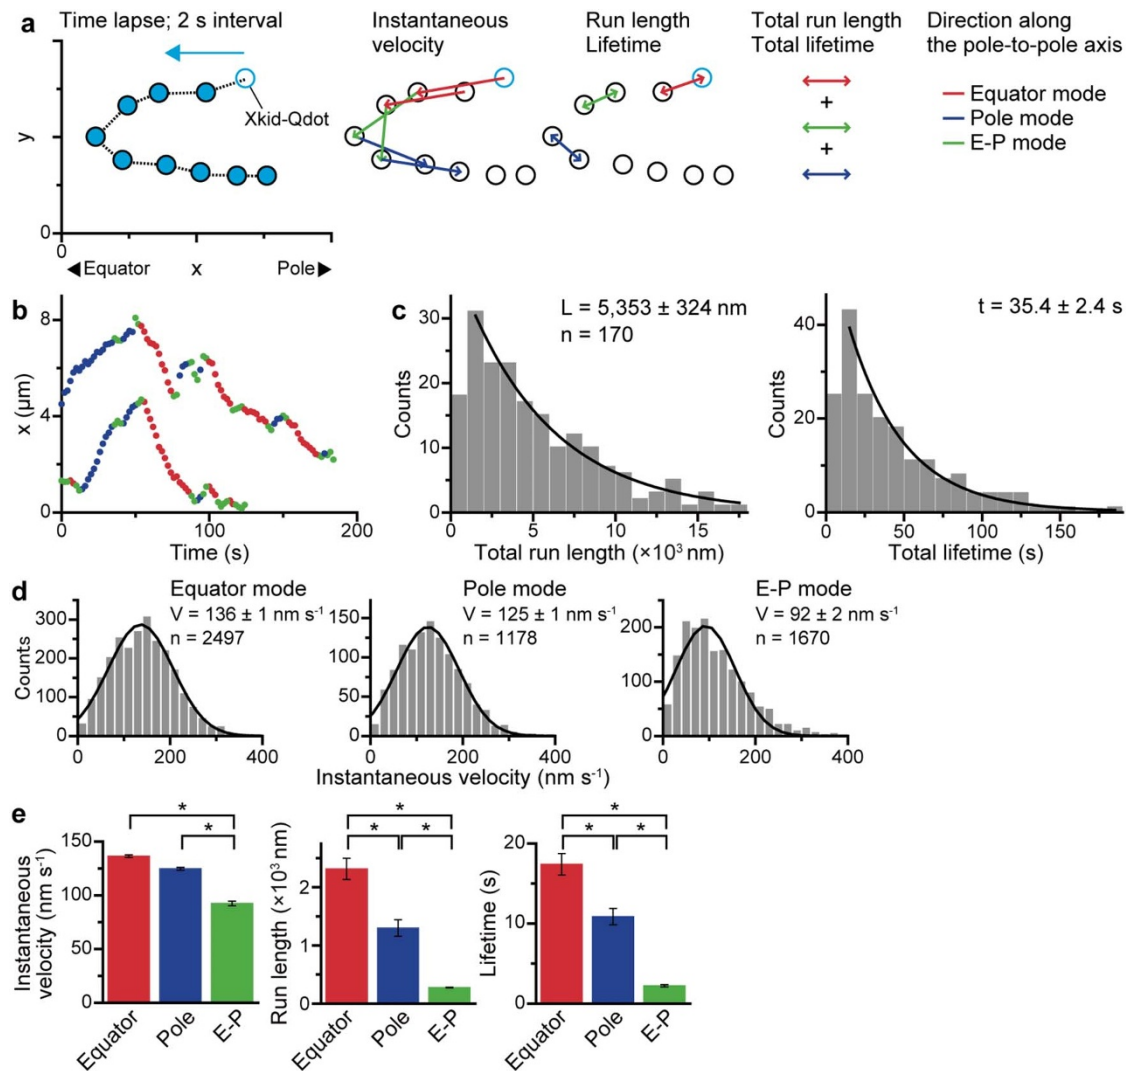 a
Time lapse; 2 s interval
Instantaneous
velocity
Run length
Lifetime
Total run length
Total lifetime
Direction along
the pole-to-pole axis
Xkid-Qdot
+
+
Equator mode
Pole mode
E-P mode
y
0
0
◀Equator x Pole▶
b
8
4
0
x (µm)
0 100 200
Time (s)
c
L = 5,353 ± 324 nm
n = 170
30
20
10
0
Counts
0 5 10 15
Total run length (×10³ nm)
t = 35.4 ± 2.4 s
40
20
0
Counts
0 50 100 150
Total lifetime (s)
d
Equator mode
V = 136 ± 1 nm s⁻¹
n = 2497
300
200
100
0
Counts
0 200 400
Pole mode
V = 125 ± 1 nm s⁻¹
n = 1178
150
100
50
0
0 200 400
E-P mode
V = 92 ± 2 nm s⁻¹
n = 1670
200
100
0
0 200 400
Instantaneous velocity (nm s⁻¹)
e
*
*
150
100
50
0
Instantaneous
velocity (nm s⁻¹)
Equator
Pole
E-P
*
* *
2
1
0
Run length (×10³ nm)
Equator
Pole
E-P
*
* *
20
10
0
Lifetime (s)
Equator
Pole
E-P